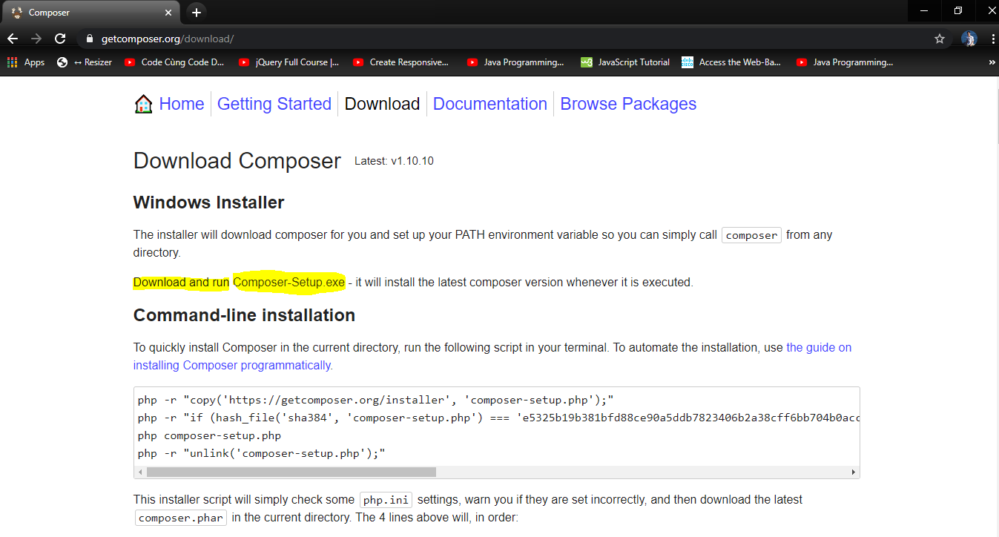 Composer
getcomposer.org/download/
Apps
↔ Resizer
Code Cùng Code D...
jQuery Full Course |...
Create Responsive...
Java Programming...
JavaScript Tutorial
Access the Web-Ba...
Java Programming...
»
Home
Getting Started
Download
Documentation
Browse Packages
Download Composer Latest: v1.10.10
Windows Installer
The installer will download composer for you and set up your PATH environment variable so you can simply call composer from any
directory.
Download and run Composer-Setup.exe - it will install the latest composer version whenever it is executed.
Command-line installation
To quickly install Composer in the current directory, run the following script in your terminal. To automate the installation, use the guide on
installing Composer programmatically.
php -r "copy('https://getcomposer.org/installer', 'composer-setup.php');"
php -r "if (hash_file('sha384', 'composer-setup.php') === 'e5325b19b381bfd88ce90a5ddb7823406b2a38cff6bb704b0acc
php composer-setup.php
php -r "unlink('composer-setup.php');"
This installer script will simply check some php.ini settings, warn you if they are set incorrectly, and then download the latest
composer.phar in the current directory. The 4 lines above will, in order: